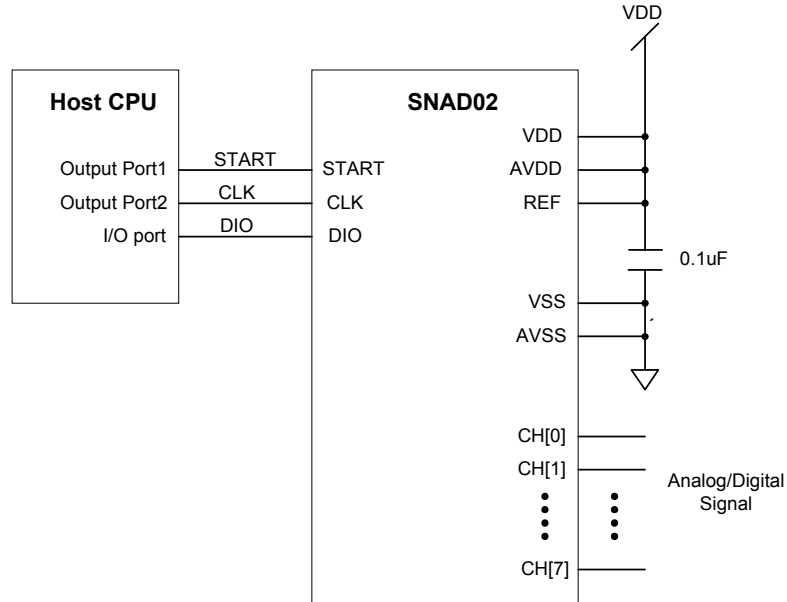 VDD
Host CPU
SNAD02
Output Port1
START
START
VDD
Output Port2
CLK
CLK
AVDD
I/O port
DIO
DIO
REF
0.1uF
VSS
AVSS
CH[0]
CH[1]
Analog/Digital
Signal
CH[7]